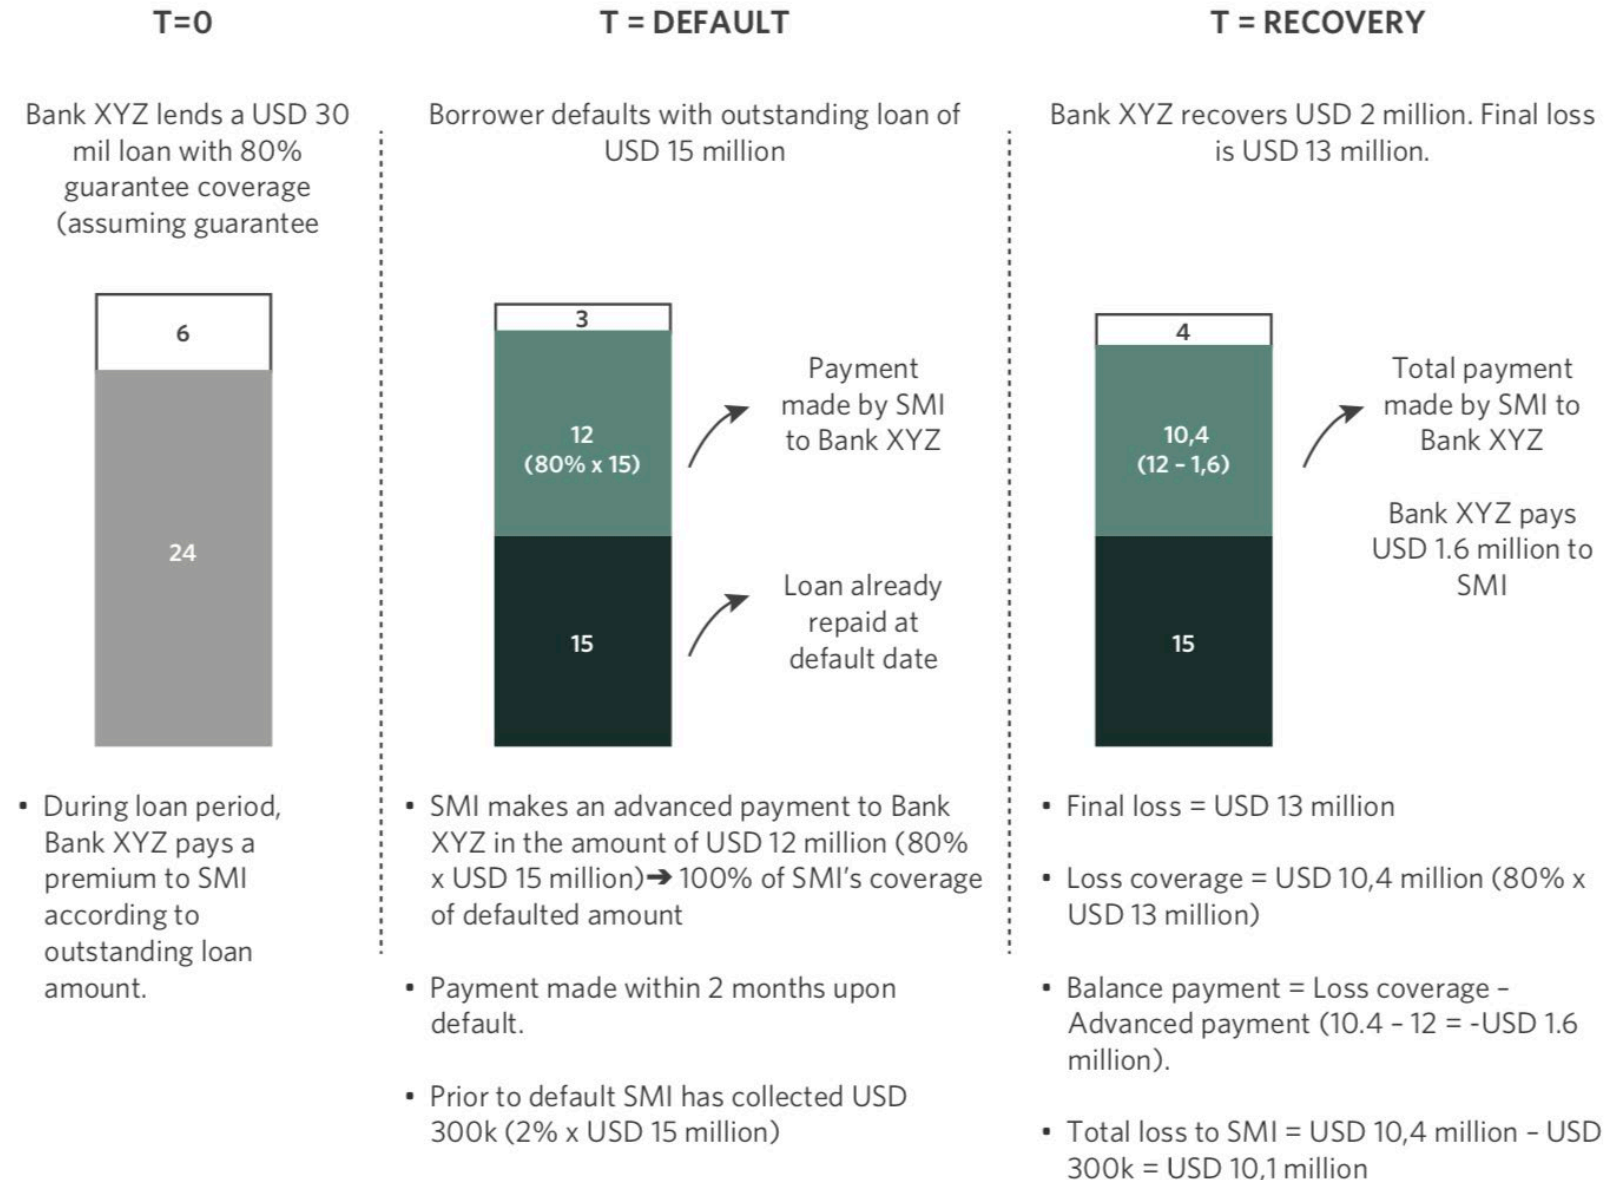 T=0
Bank XYZ lends a USD 30
mil loan with 80%
guarantee coverage
(assuming guarantee
6
24
• During loan period,
Bank XYZ pays a
premium to SMI
according to
outstanding loan
amount.
T = DEFAULT
Borrower defaults with outstanding loan of
USD 15 million
3
12
(80% x 15)
15
Payment
made by SMI
to Bank XYZ
Loan already
repaid at
default date
• SMI makes an advanced payment to Bank
XYZ in the amount of USD 12 million (80%
x USD 15 million)➔ 100% of SMI's coverage
of defaulted amount
• Payment made within 2 months upon
default.
• Prior to default SMI has collected USD
300k (2% x USD 15 million)
T = RECOVERY
Bank XYZ recovers USD 2 million. Final loss
is USD 13 million.
4
10,4
(12 – 1,6)
15
Total payment
made by SMI to
Bank XYZ
Bank XYZ pays
USD 1.6 million to
SMI
• Final loss = USD 13 million
• Loss coverage = USD 10,4 million (80% x
USD 13 million)
• Balance payment = Loss coverage –
Advanced payment (10.4 – 12 = -USD 1.6
million).
• Total loss to SMI = USD 10,4 million – USD
300k = USD 10,1 million